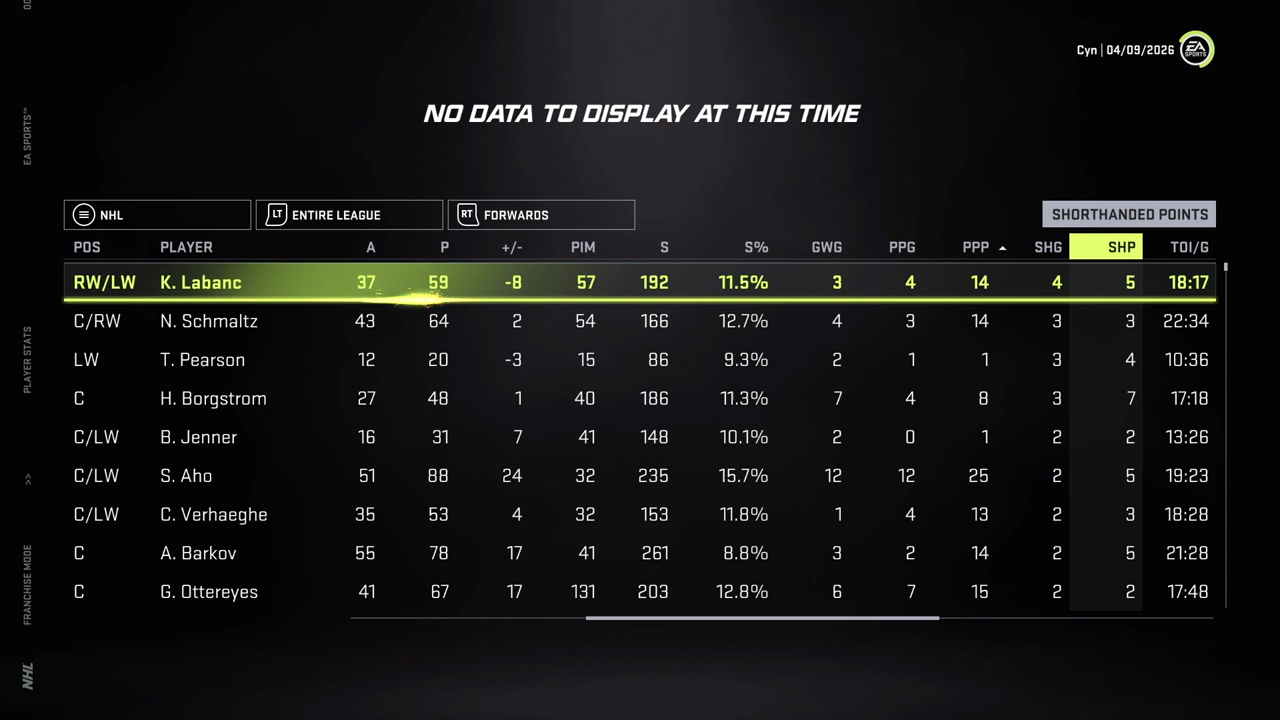 Cyn | 04/09/2026
EA SPORTS
NO DATA TO DISPLAY AT THIS TIME
NHL LT ENTIRE LEAGUE RT FORWARDS SHORTHANDED POINTS
POS PLAYER A P +/- PIM S S% GWG PPG PPP SHG SHP TOI/G
RW/LW K. Labanc 37 59 -8 57 192 11.5% 3 4 14 4 5 18:17
C/RW N. Schmaltz 43 64 2 54 166 12.7% 4 3 14 3 3 22:34
LW T. Pearson 12 20 -3 15 86 9.3% 2 1 1 3 4 10:36
C H. Borgstrom 27 48 1 40 186 11.3% 7 4 8 3 7 17:18
C/LW B. Jenner 16 31 7 41 148 10.1% 2 0 1 2 2 13:26
C/LW S. Aho 51 88 24 32 235 15.7% 12 12 25 2 5 19:23
C/LW C. Verhaeghe 35 53 4 32 153 11.8% 1 4 13 2 3 18:28
C A. Barkov 55 78 17 41 261 8.8% 3 2 14 2 5 21:28
C G. Ottereyes 41 67 17 131 203 12.8% 6 7 15 2 2 17:48
NHL FRANCHISE MODE >> PLAYER STATS EA SPORTS™